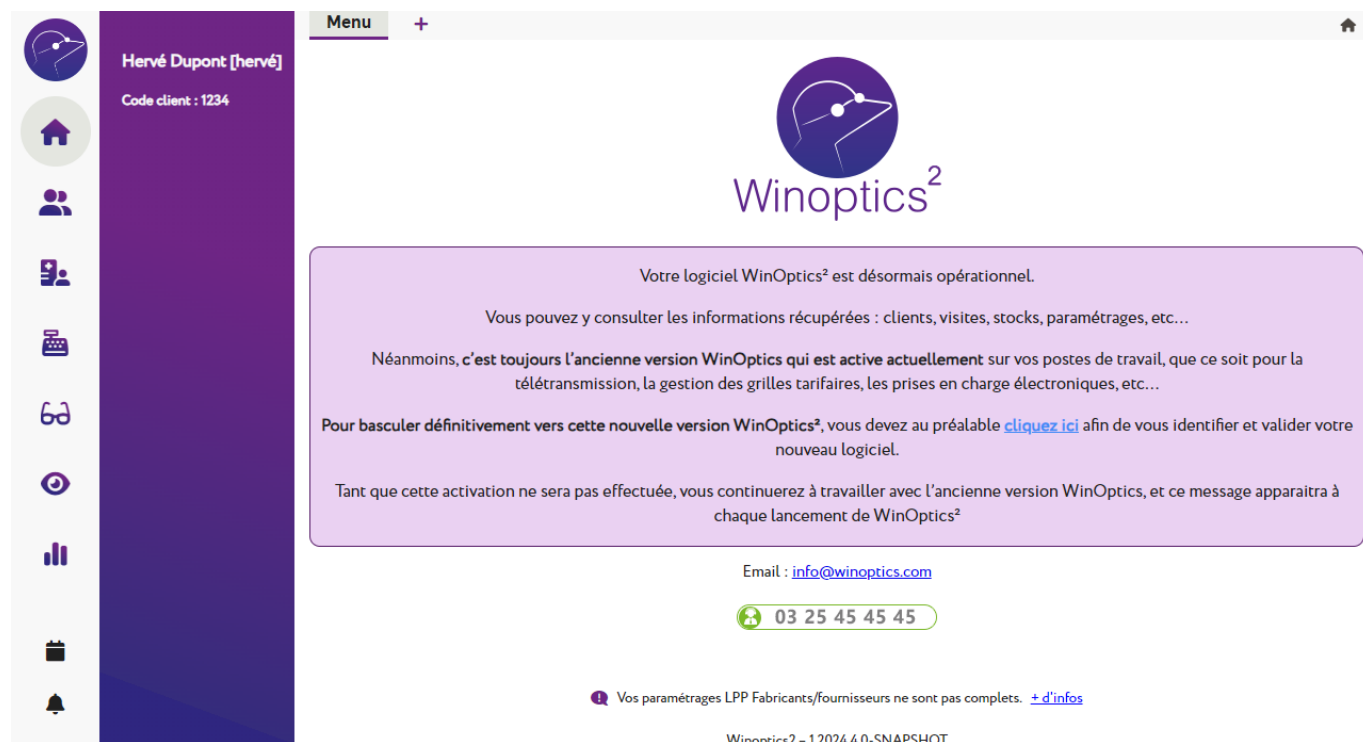 Menu +
Hervé Dupont [hervé]
Code client : 1234
Winoptics²
Votre logiciel WinOptics² est désormais opérationnel.
Vous pouvez y consulter les informations récupérées : clients, visites, stocks, paramétrages, etc...
Néanmoins, c'est toujours l'ancienne version WinOptics qui est active actuellement sur vos postes de travail, que ce soit pour la
télétransmission, la gestion des grilles tarifaires, les prises en charge électroniques, etc...
Pour basculer définitivement vers cette nouvelle version WinOptics², vous devez au préalable cliquez ici afin de vous identifier et valider votre
nouveau logiciel.
Tant que cette activation ne sera pas effectuée, vous continuerez à travailler avec l'ancienne version WinOptics, et ce message apparaitra à
chaque lancement de WinOptics²
Email : info@winoptics.com
03 25 45 45 45
Vos paramétrages LPP Fabricants/fournisseurs ne sont pas complets. + d'infos
Winoptics2 – 1.2024.4.0-SNAPSHOT